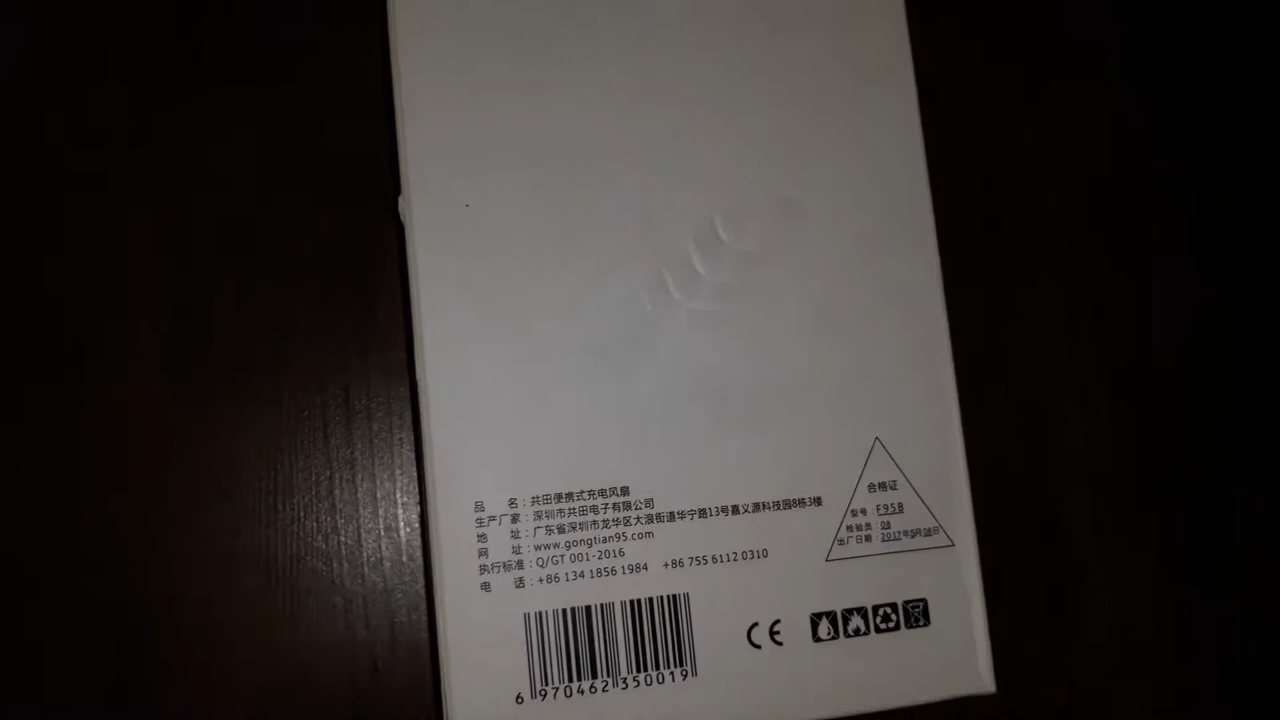 品 名：共田便携式充电风扇
生产厂家：深圳市共田电子有限公司
地 址：广东省深圳市龙华区大浪街道华宁路13号嘉义源科技园8栋3楼
网 址：www.gongtian95.com
执行标准：Q/GT 001-2016
电 话：+86 134 1856 1984 +86 755 6112 0310
合格证
型号：F95B
检验员：08
出厂日期：2017年5月08日
6 970462 350019
CE